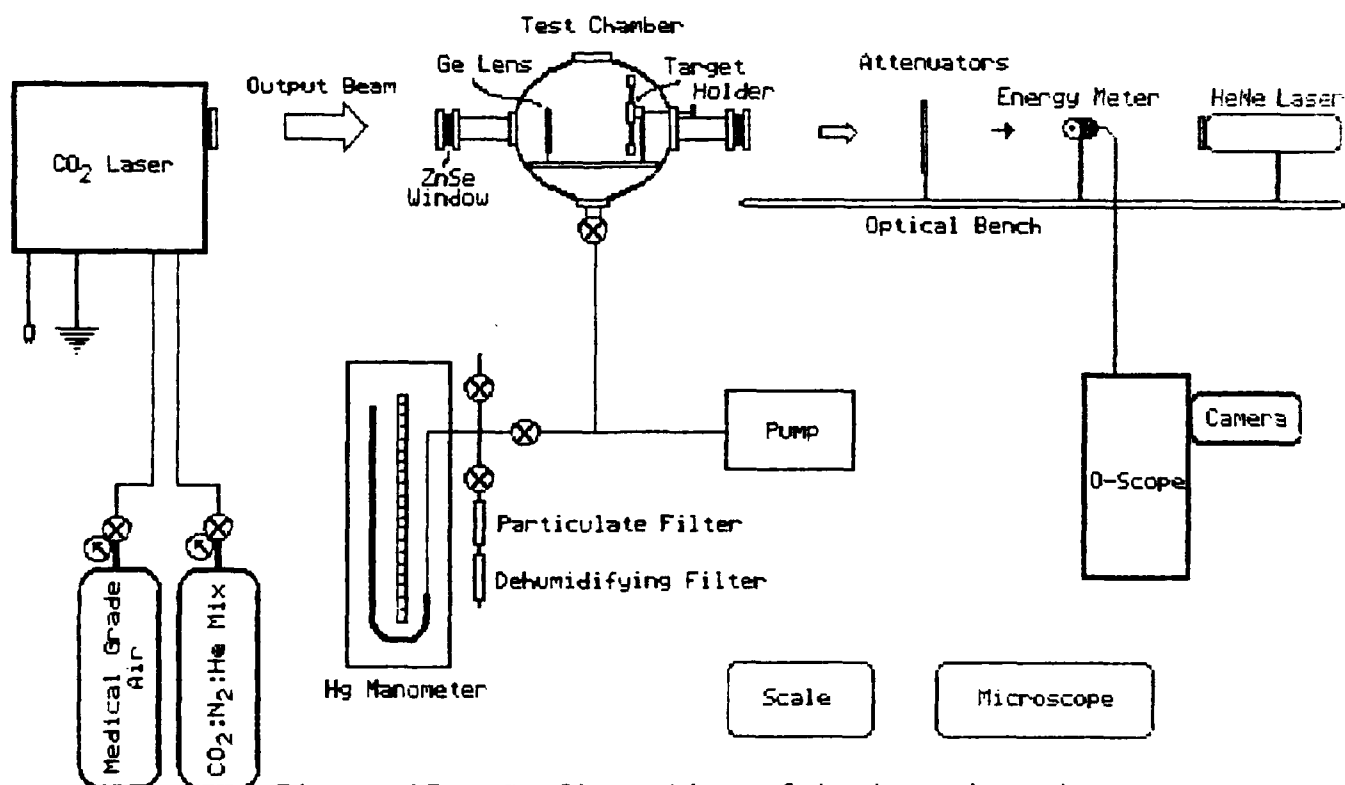 Test Chamber
Ge Lens
Target
Holder
Output Beam
Attenuators
Energy Meter
HeNe Laser
CO2 Laser
ZnSe
Window
Optical Bench
Pump
Camera
O-Scope
Particulate Filter
Dehumidifying Filter
Medical Grade
Air
CO2:N2:He Mix
Hg Manometer
Scale
Microscope